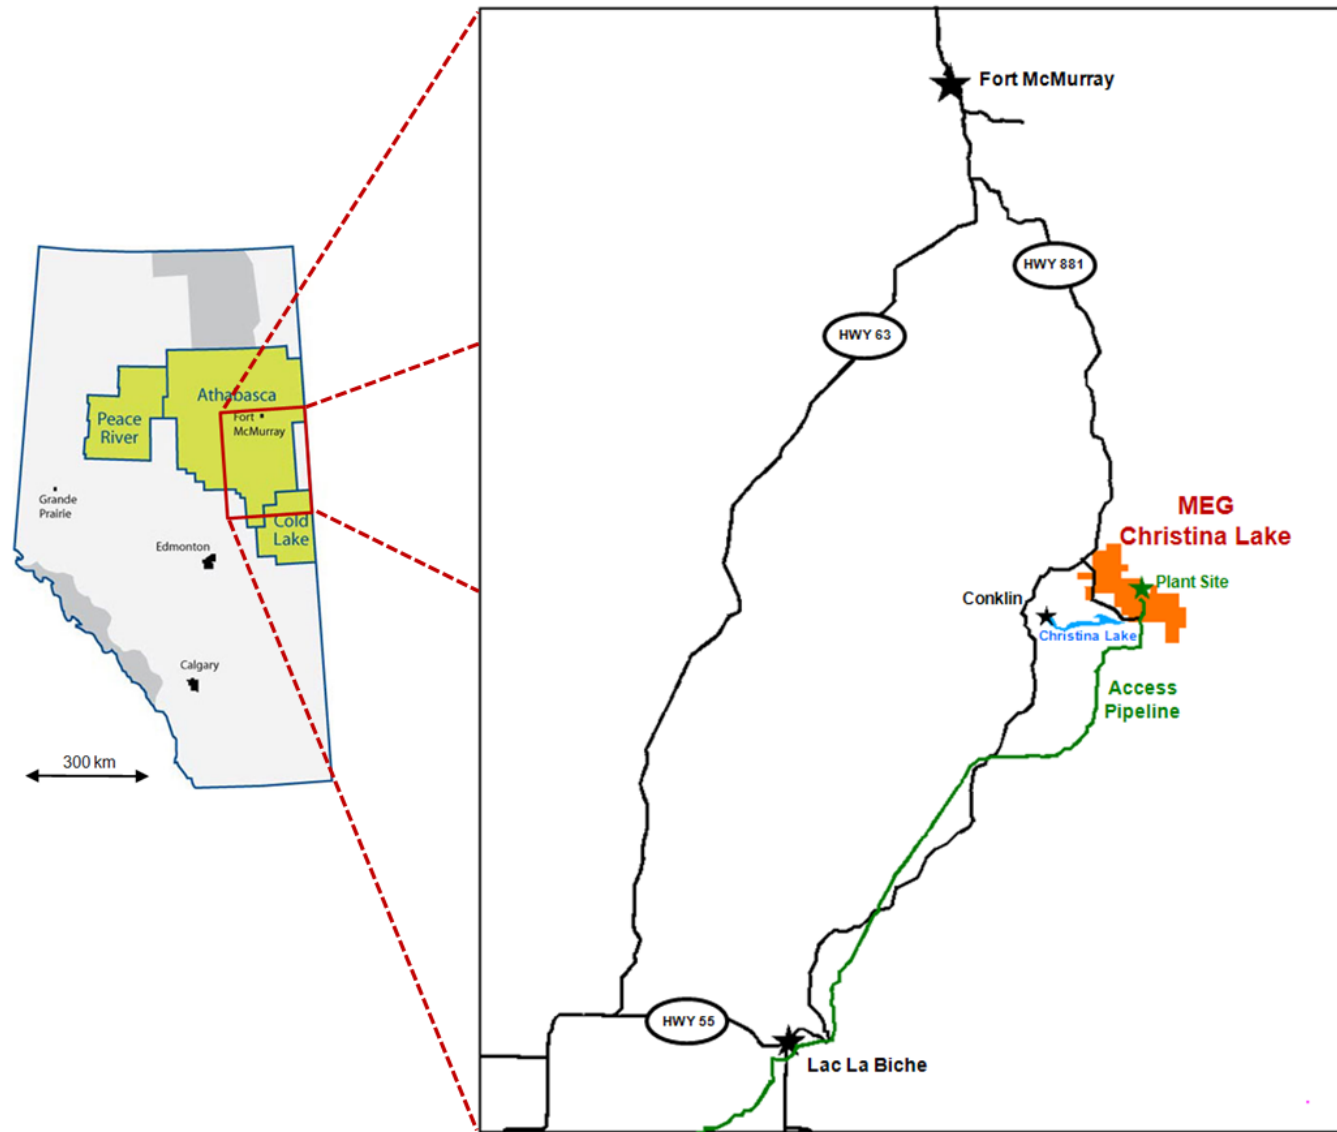 Athabasca
Peace
River
Fort
McMurray
Grande
Prairie
Cold
Lake
Edmonton
Calgary
300 km
Fort McMurray
HWY 881
HWY 63
MEG
Christina Lake
Plant Site
Conklin
Christina Lake
Access
Pipeline
HWY 55
Lac La Biche